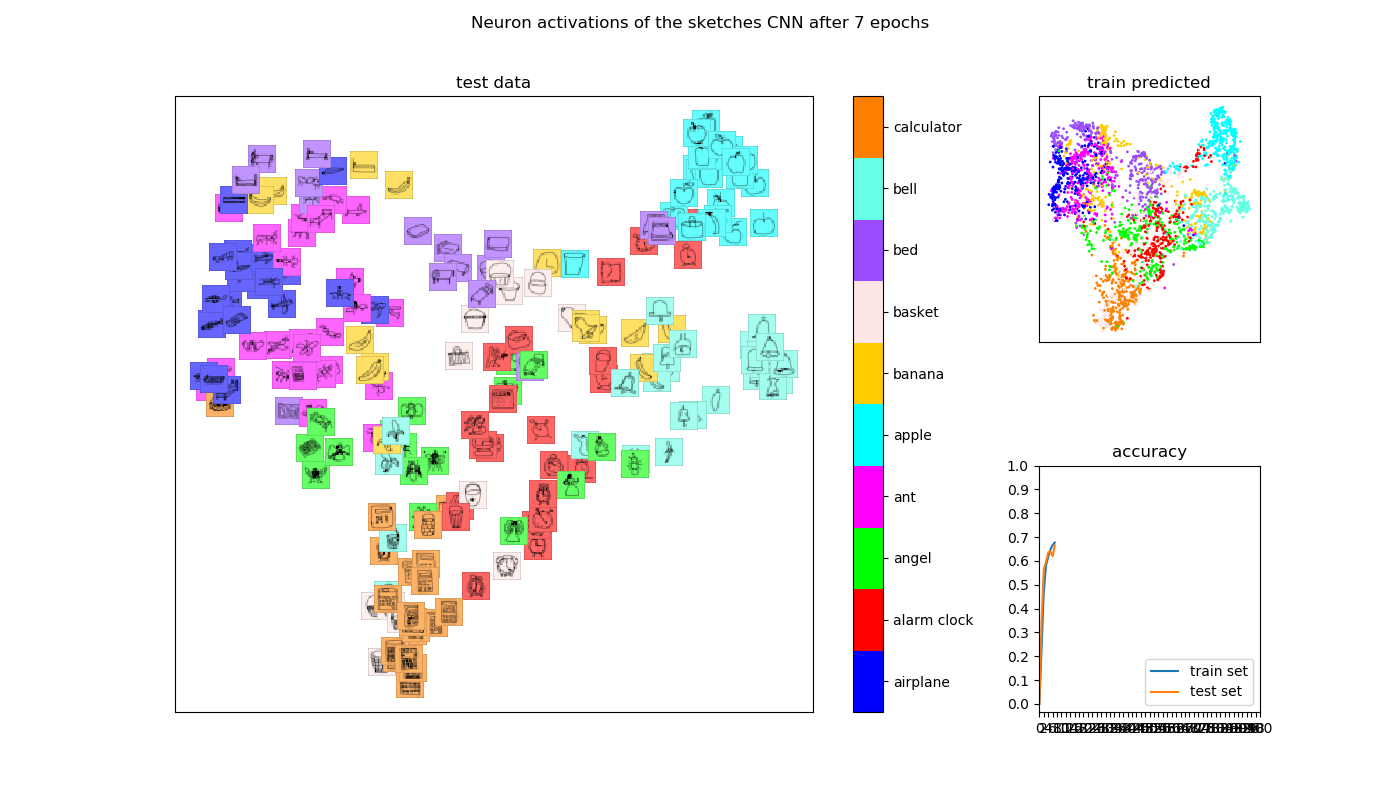 Neuron activations of the sketches CNN after 7 epochs
test data
calculator
bell
bed
basket
banana
apple
ant
angel
alarm clock
airplane
train predicted
accuracy
1.0
0.9
0.8
0.7
0.6
0.5
0.4
0.3
0.2
0.1
0.0
train set
test set